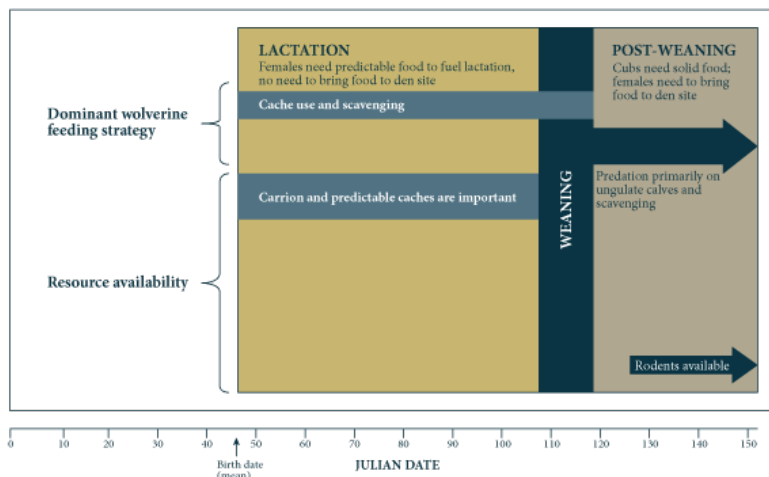 LACTATION
Females need predictable food to fuel lactation,
no need to bring food to den site
POST-WEANING
Cubs need solid food;
females need to bring
food to den site
Dominant wolverine
feeding strategy
Cache use and scavenging
Predation primarily on
ungulate calves and
scavenging
Carrion and predictable caches are important
WEANING
Resource availability
Rodents available
0 10 20 30 40 50 60 70 80 90 100 110 120 130 140 150
Birth date
(mean)
JULIAN DATE